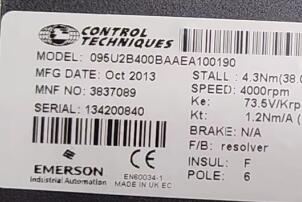 CONTROL
TECHNIQUES
MODEL: 095U2B400BAAEA100190
MFG DATE: Oct 2013
MNF NO: 3837089
SERIAL: 134200840
STALL : 4.3Nm(38.0
SPEED: 4000rpm
Ke: 73.5V/Krp
Kt: 1.2Nm/A (
BRAKE: N/A
F/B: resolver
INSUL: F
POLE: 6
EMERSON
Industrial Automation
EN60034-1
MADE IN UK EC